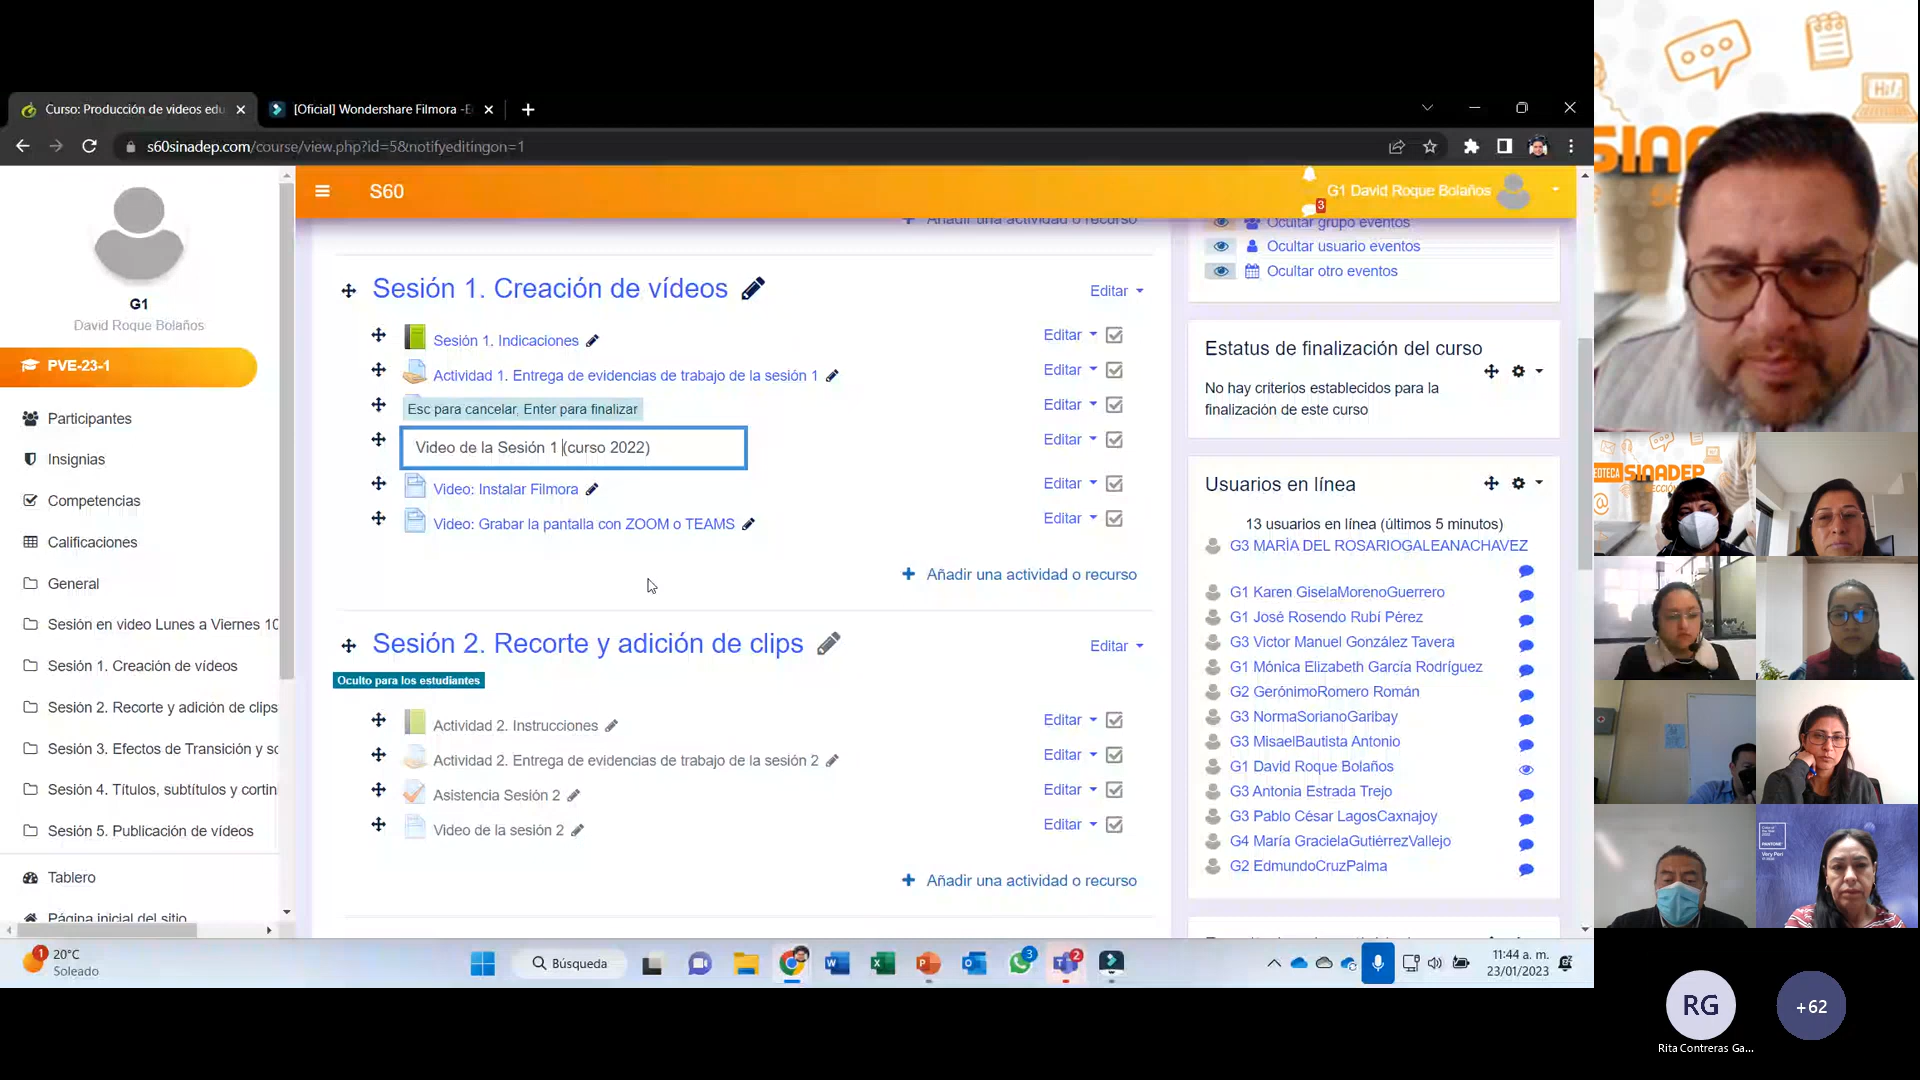 Curso: Producción de videos edu
[Oficial] Wondershare Filmora -E
s60sinadep.com/course/view.php?id=5&notifyeditingon=1
S60
G1 David Roque Bolaños
3
G1
David Roque Bolaños
PVE-23-1
Participantes
Insignias
Competencias
Calificaciones
General
Sesión en video Lunes a Viernes 10
Sesión 1. Creación de vídeos
Sesión 2. Recorte y adición de clips
Sesión 3. Efectos de Transición y so
Sesión 4. Títulos, subtítulos y cortin
Sesión 5. Publicación de vídeos
Tablero
Página inicial del sitio
Añadir una actividad o recurso
Sesión 1. Creación de vídeos
Editar
Sesión 1. Indicaciones
Editar
Actividad 1. Entrega de evidencias de trabajo de la sesión 1
Editar
Esc para cancelar, Enter para finalizar
Editar
Video de la Sesión 1 (curso 2022)
Editar
Video: Instalar Filmora
Editar
Video: Grabar la pantalla con ZOOM o TEAMS
Editar
Añadir una actividad o recurso
Sesión 2. Recorte y adición de clips
Editar
Oculto para los estudiantes
Actividad 2. Instrucciones
Editar
Actividad 2. Entrega de evidencias de trabajo de la sesión 2
Editar
Asistencia Sesión 2
Editar
Video de la sesión 2
Editar
Añadir una actividad o recurso
Ocultar grupo eventos
Ocultar usuario eventos
Ocultar otro eventos
Estatus de finalización del curso
No hay criterios establecidos para la
finalización de este curso
Usuarios en línea
13 usuarios en línea (últimos 5 minutos)
G3 MARÌA DEL ROSARIOGALEANACHAVEZ
G1 Karen GiselaMorenoGuerrero
G1 José Rosendo Rubí Pérez
G3 Victor Manuel González Tavera
G1 Mónica Elizabeth García Rodríguez
G2 GerónimoRomero Román
G3 NormaSorianoGaribay
G3 MisaelBautista Antonio
G1 David Roque Bolaños
G3 Antonia Estrada Trejo
G3 Pablo César LagosCaxnajoy
G4 María GracielaGutiérrezVallejo
G2 EdmundoCruzPalma
1
20°C
Soleado
Búsqueda
3
2
11:44 a. m.
23/01/2023
Hi!
SINADEP
RG
+62
Rita Contreras Ga...